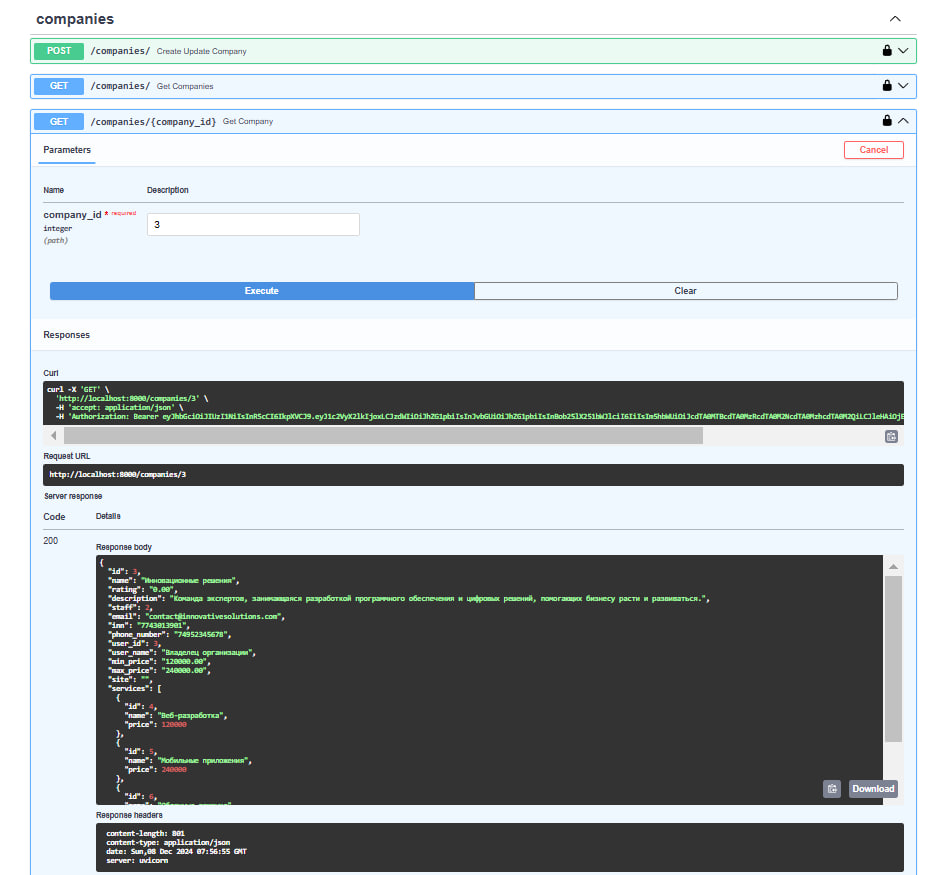 companies
POST /companies/ Create Update Company
GET /companies/ Get Companies
GET /companies/{company_id} Get Company
Parameters
Cancel
Name Description
company_id * required
integer
(path)
3
Execute Clear
Responses
Curl
curl -X 'GET' \
'http://localhost:8000/companies/3' \
-H 'accept: application/json' \
-H 'Authorization: Bearer
Request URL
http://localhost:8000/companies/3
Server response
Code Details
200
Response body
{
"id": 3,
"name": "Инновационные решения",
"rating": "0.00",
"description": "Команда экспертов, занимающаяся разработкой программного обеспечения и цифровых решений, помогающих бизнесу расти и развиваться.",
"staff": 2,
"email": "contact@innovativesolutions.com",
"inn": "7743013901",
"phone_number": "74952345678",
"user_id": 3,
"user_name": "Владелец организации",
"min_price": "120000.00",
"max_price": "240000.00",
"site": "",
"services": [
{
"id": 4,
"name": "Веб-разработка",
"price": 120000
},
{
"id": 5,
"name": "Мобильные приложения",
"price": 240000
},
{
"id": 6,
Download
Response headers
content-length: 801
content-type: application/json
date: Sun,08 Dec 2024 07:56:55 GMT
server: uvicorn